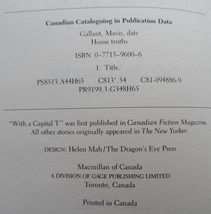 Canadian Cataloguing in Publication Data
Gallant, Mavis, date
Home truths
ISBN 0-7715-9600-6
I. Title.
PS8513.A44H65 C813'.54 C81-094886-9
PR9199.3.G348H65
"With a Capital T" was first published in Canadian Fiction Magazine.
All other stories originally appeared in The New Yorker.
DESIGN: Helen Mah/The Dragon's Eye Press
Macmillan of Canada
A DIVISION OF GAGE PUBLISHING LIMITED
Toronto, Canada
Printed in Canada